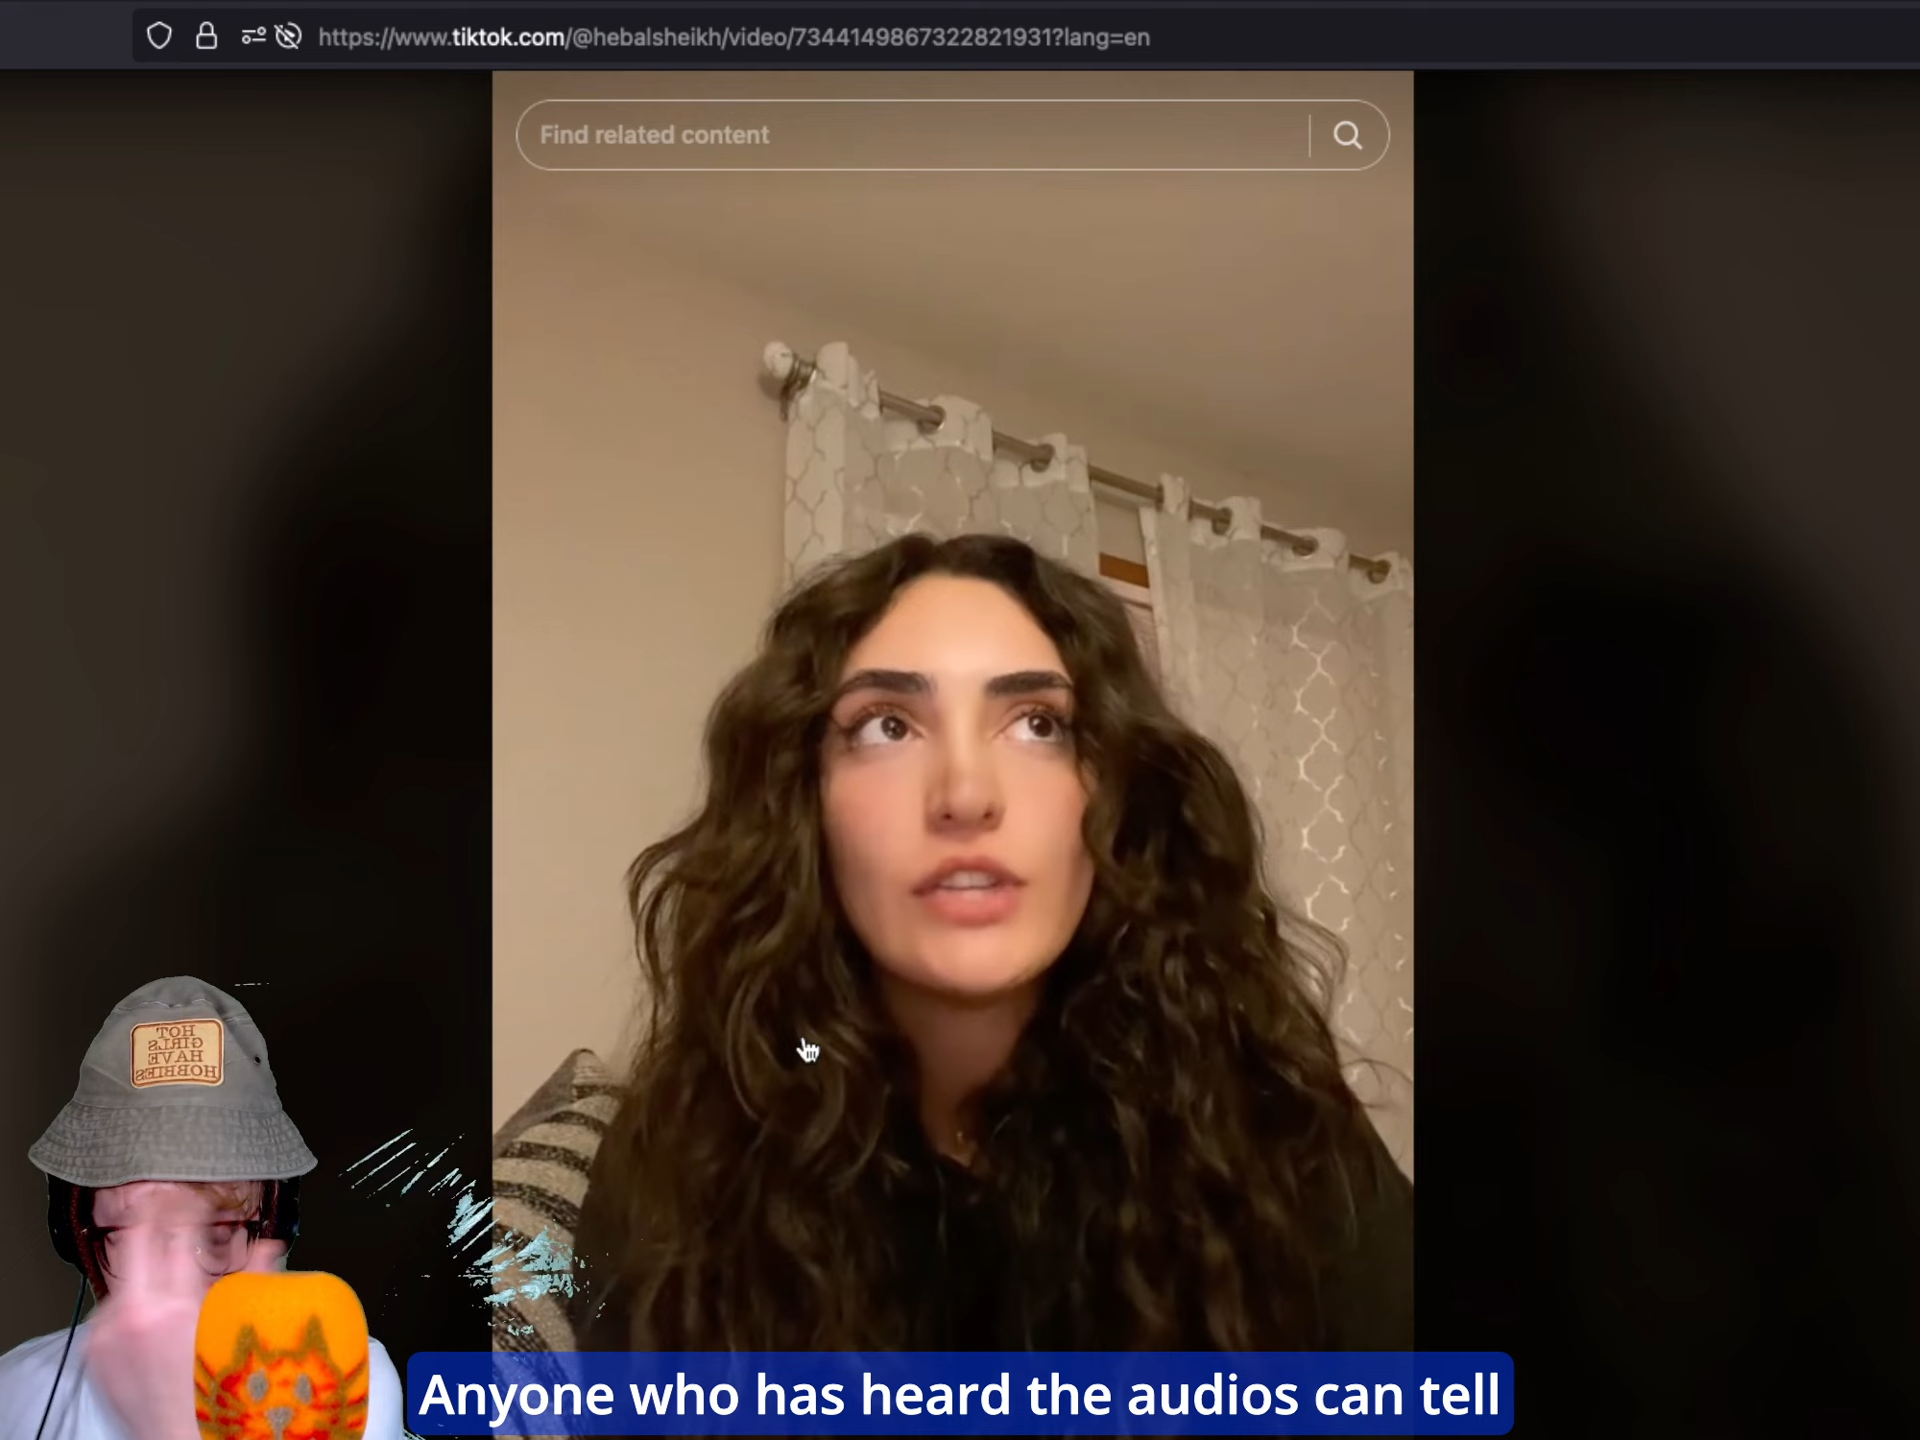 https://www.tiktok.com/@hebalsheikh/video/7344149867322821931?lang=en
Find related content
HOT
GIRLS
HAVE
HOBBIES
Anyone who has heard the audios can tell